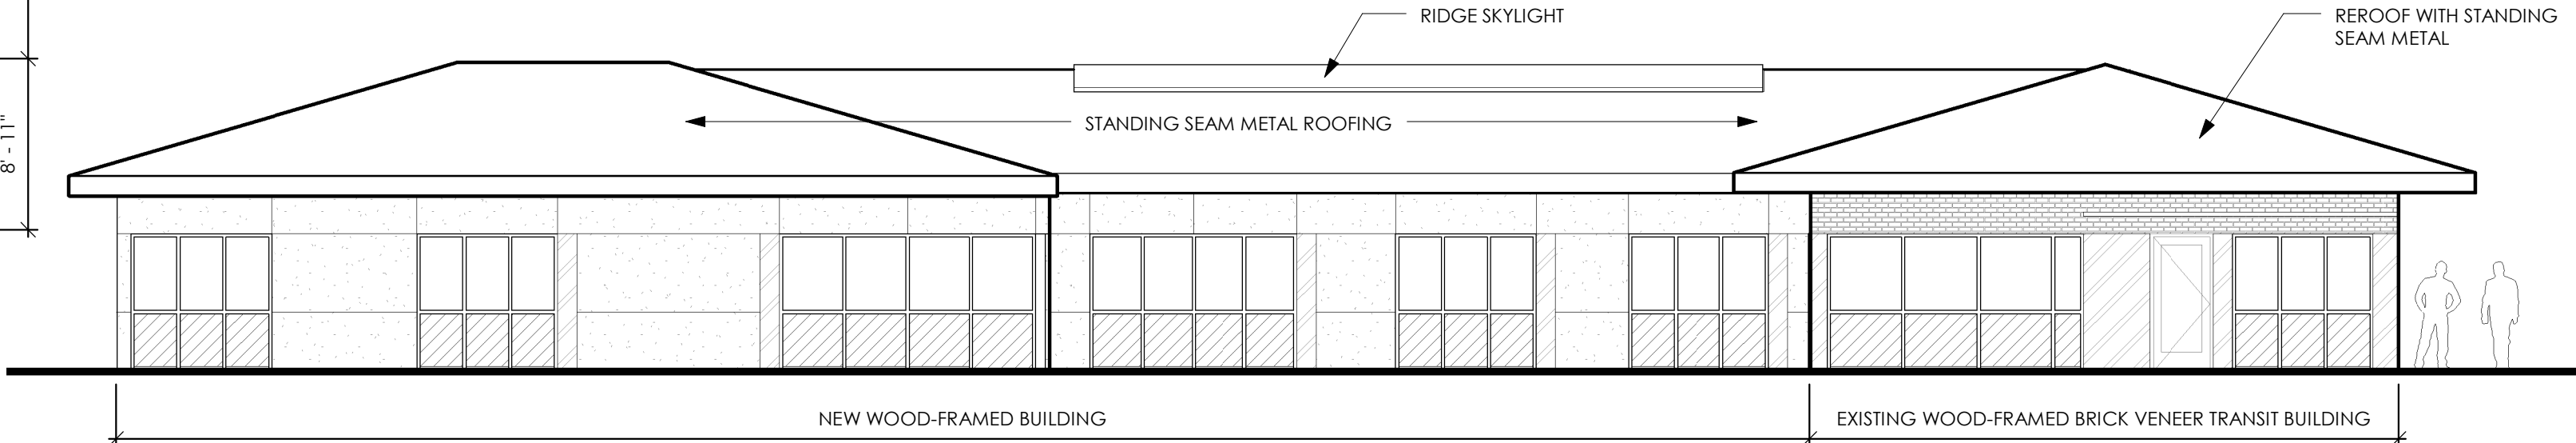 RIDGE SKYLIGHT
REROOF WITH STANDING
SEAM METAL
8' - 11"
STANDING SEAM METAL ROOFING
NEW WOOD-FRAMED BUILDING
EXISTING WOOD-FRAMED BRICK VENEER TRANSIT BUILDING